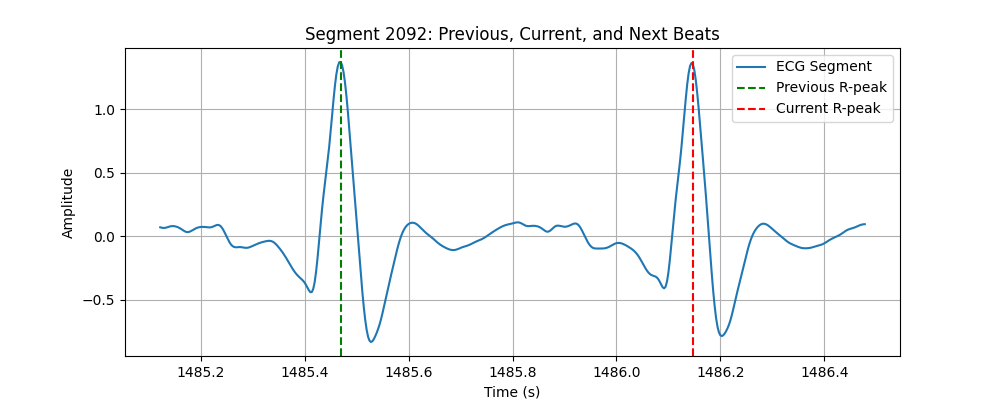 Segment 2092: Previous, Current, and Next Beats
ECG Segment
Previous R-peak
Current R-peak
Amplitude
1.0
0.5
0.0
−0.5
1485.2 1485.4 1485.6 1485.8 1486.0 1486.2 1486.4
Time (s)